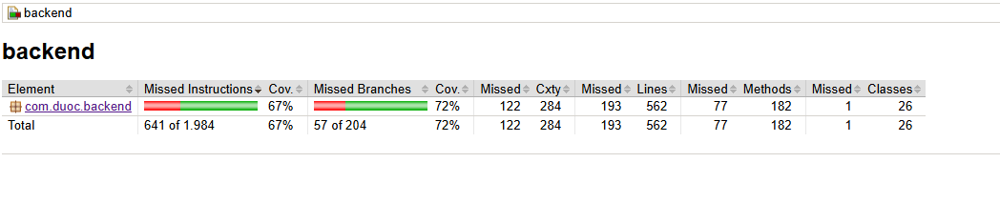 backend
backend
Element Missed Instructions Cov. Missed Branches Cov. Missed Cxty Missed Lines Missed Methods Missed Classes
com.duoc.backend 67% 72% 122 284 193 562 77 182 1 26
Total 641 of 1.984 67% 57 of 204 72% 122 284 193 562 77 182 1 26